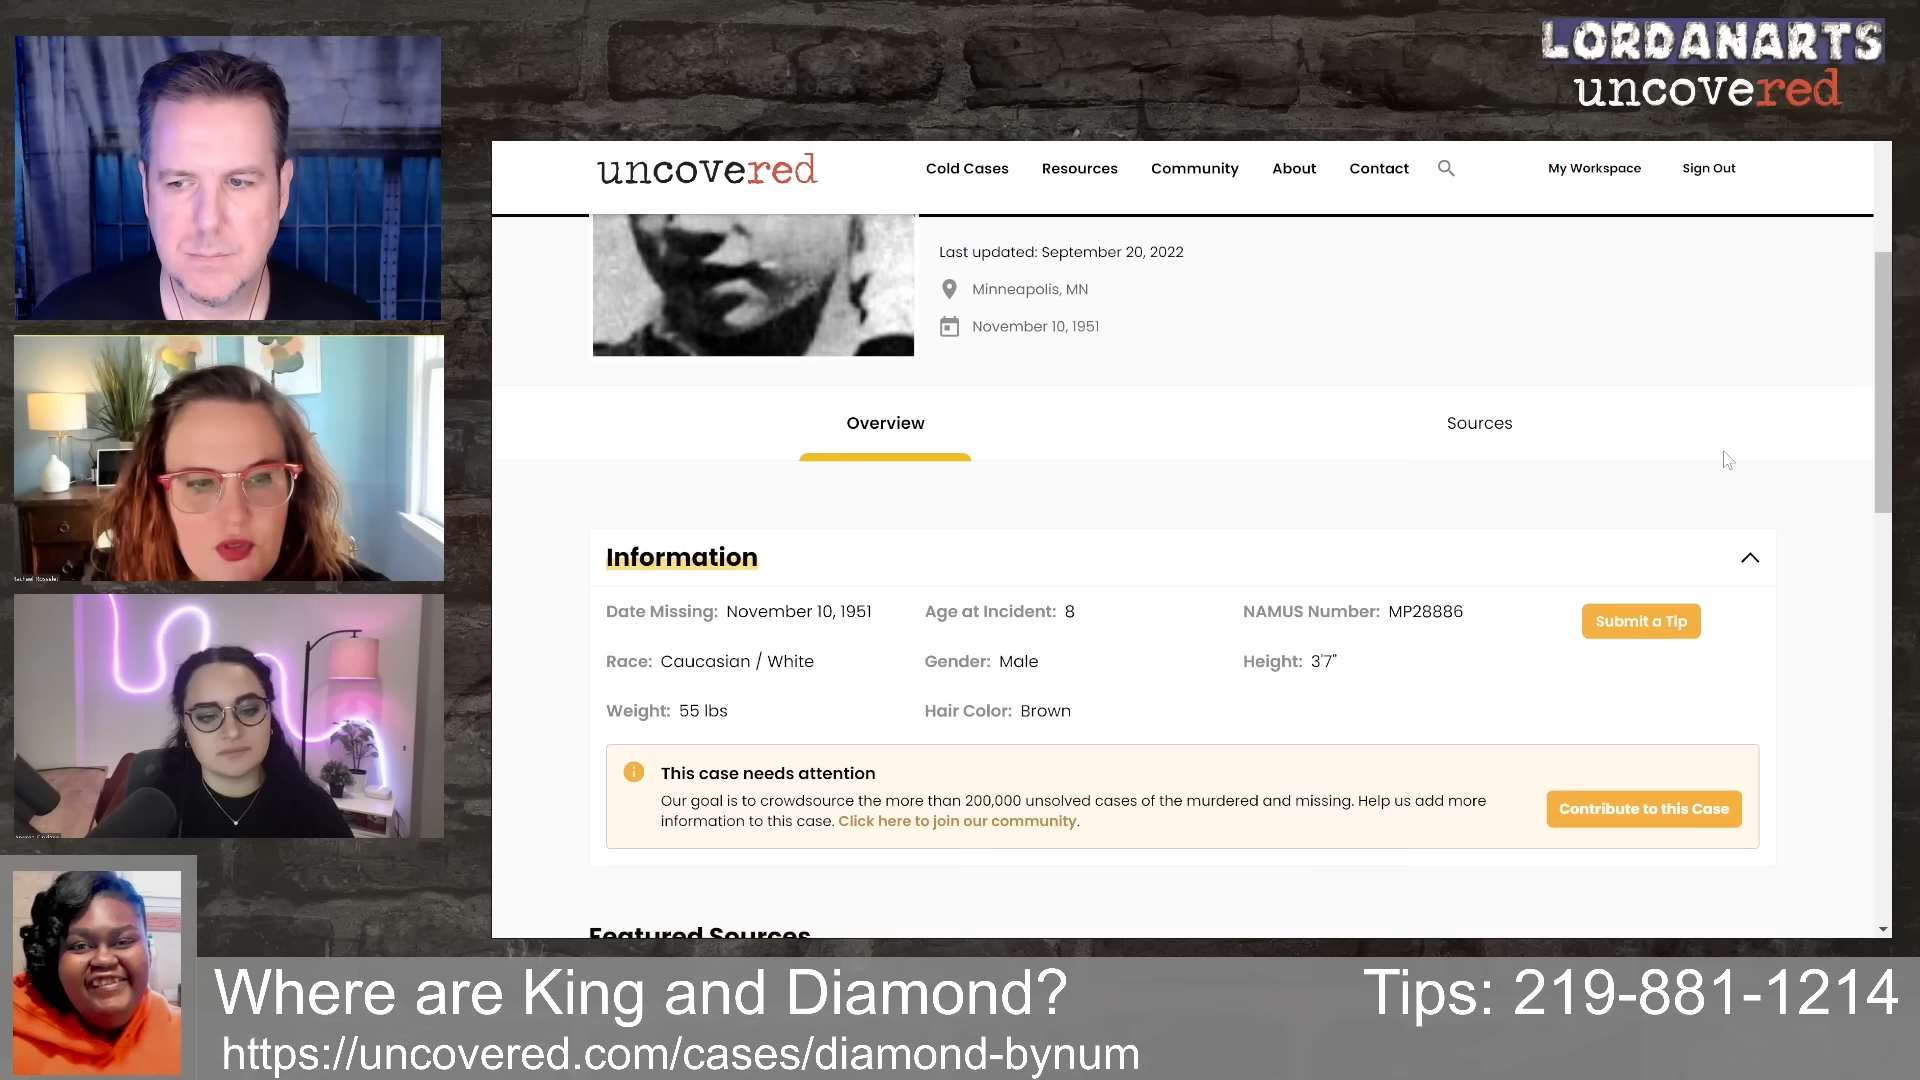 LORDANARTS
uncovered
uncovered
Cold Cases
Resources
Community
About
Contact
My Workspace
Sign Out
Last updated: September 20, 2022
Minneapolis, MN
November 10, 1951
Overview
Sources
Information
Date Missing: November 10, 1951
Age at Incident: 8
NAMUS Number: MP28886
Submit a Tip
Race: Caucasian / White
Gender: Male
Height: 3'7"
Weight: 55 lbs
Hair Color: Brown
This case needs attention
Our goal is to crowdsource the more than 200,000 unsolved cases of the murdered and missing. Help us add more
information to this case. Click here to join our community.
Contribute to this Case
Featured Sources
Where are King and Diamond?
Tips: 219-881-1214
https://uncovered.com/cases/diamond-bynum